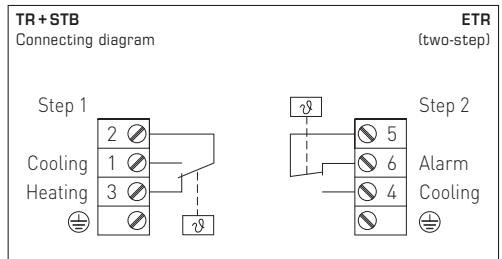 TR+STB ETR
Connecting diagram (two-step)
Step 1 ϑ Step 2
2 5
Cooling 1 6 Alarm
Heating 3 4 Cooling
ϑ